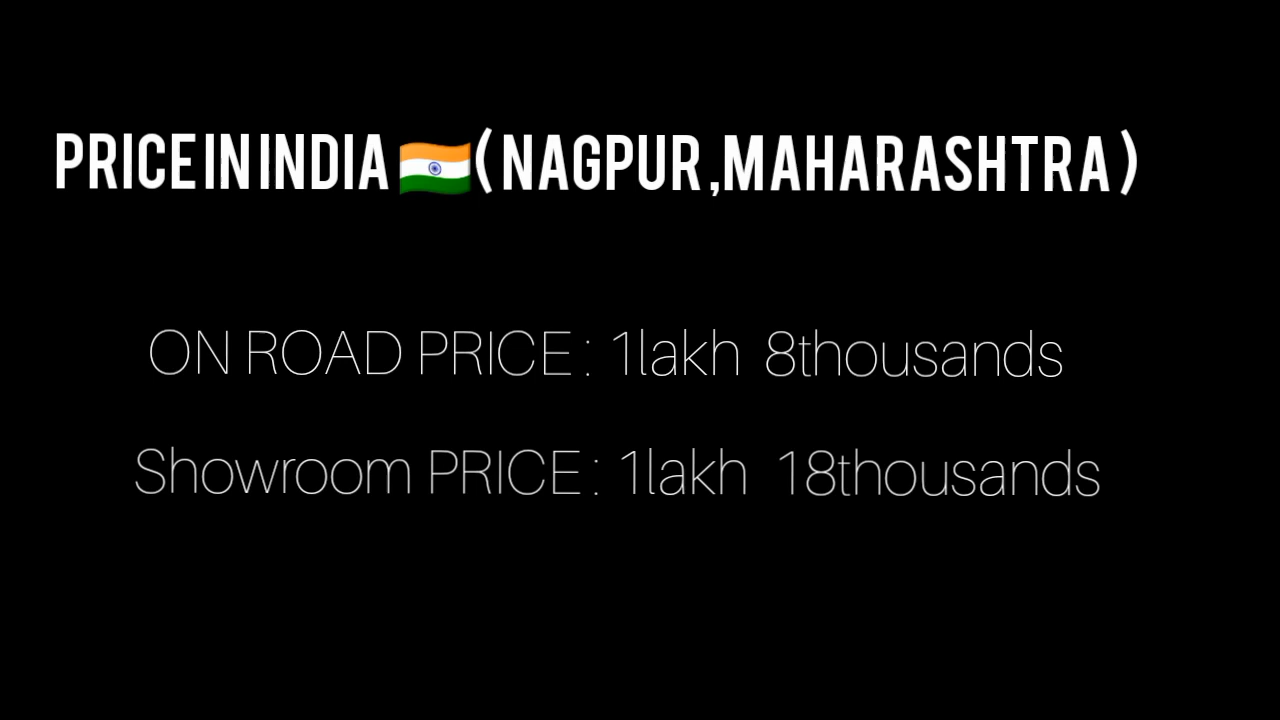 PRICE IN INDIA 🇮🇳 ( NAGPUR ,MAHARASHTRA )
ON ROAD PRICE : 1lakh 8thousands
Showroom PRICE : 1lakh 18thousands